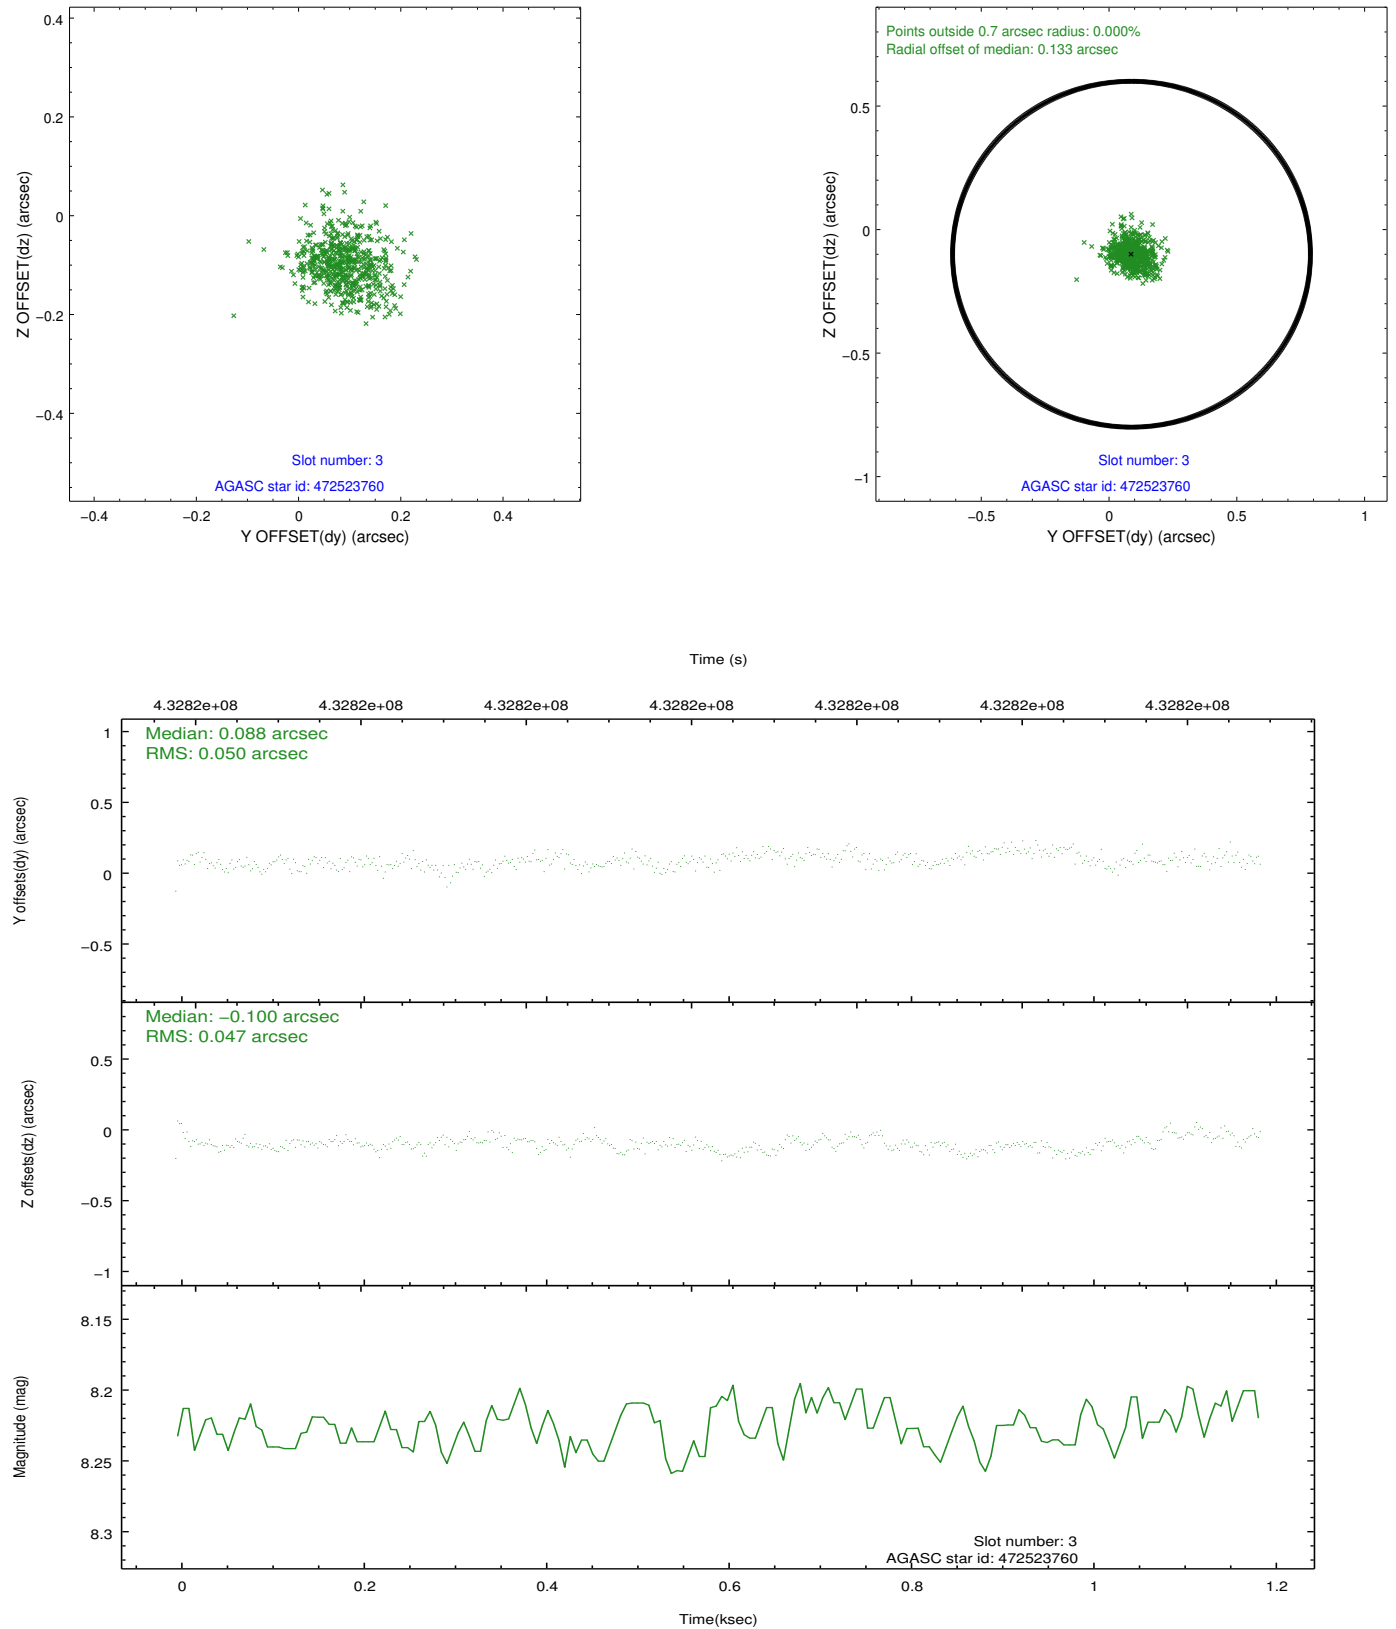 0.4
0.2
0
−0.2
−0.4
Z OFFSET(dz) (arcsec)
Slot number: 3
AGASC star id: 472523760
−0.4 −0.2 0 0.2 0.4
Y OFFSET(dy) (arcsec)
Points outside 0.7 arcsec radius: 0.000%
Radial offset of median: 0.133 arcsec
0.5
0
−0.5
−1
Z OFFSET(dz) (arcsec)
Slot number: 3
AGASC star id: 472523760
−0.5 0 0.5 1
Y OFFSET(dy) (arcsec)
Time (s)
4.3282e+08 4.3282e+08 4.3282e+08 4.3282e+08 4.3282e+08 4.3282e+08 4.3282e+08
Median: 0.088 arcsec
RMS: 0.050 arcsec
1
0.5
0
−0.5
Y offsets(dy) (arcsec)
Median: −0.100 arcsec
RMS: 0.047 arcsec
0.5
0
−0.5
−1
Z offsets(dz) (arcsec)
8.15
8.2
8.25
8.3
Magnitude (mag)
Slot number: 3
AGASC star id: 472523760
0 0.2 0.4 0.6 0.8 1 1.2
Time(ksec)